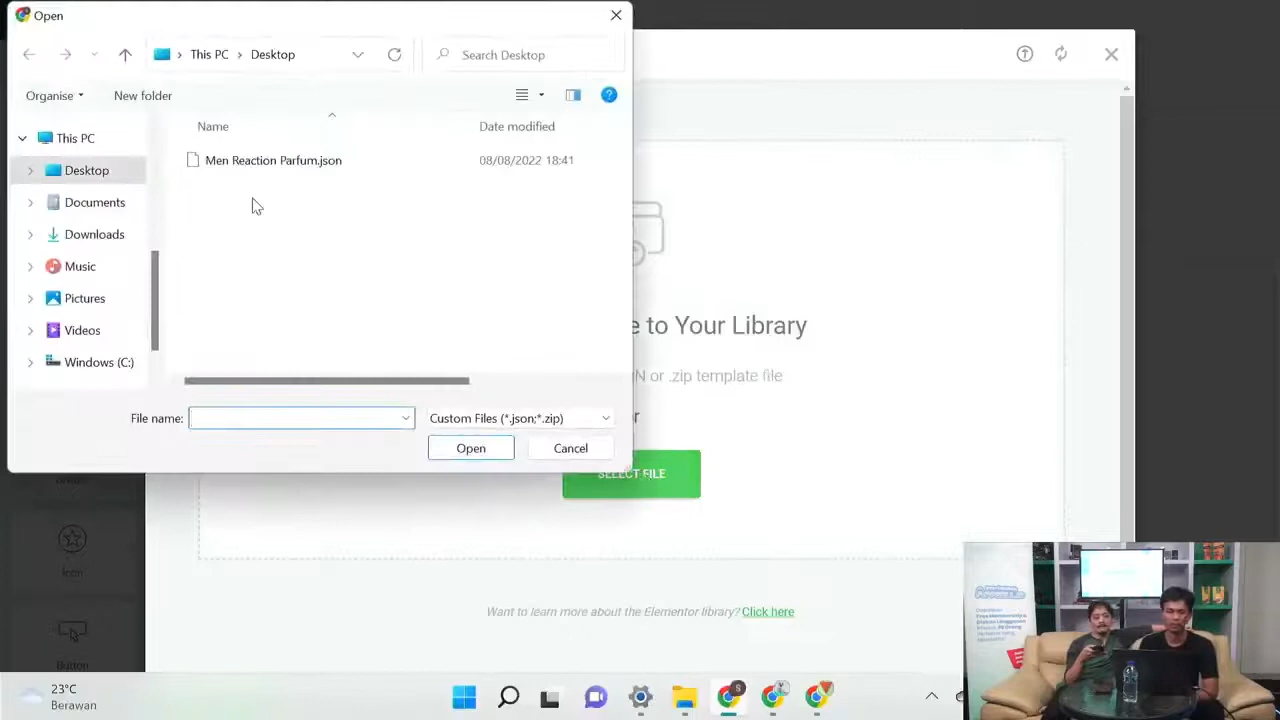 Open
This PC
Desktop
Search Desktop
Organise
New folder
Name
Date modified
This PC
Men Reaction Parfum.json
08/08/2022 18:41
Desktop
Documents
Downloads
Music
Pictures
Videos
Windows (C:)
File name:
Custom Files (*.json;*.zip)
Open
Cancel
e to Your Library
N or .zip template file
r
SELECT FILE
Icon
Want to learn more about the Elementor library? Click here
Button
23°C
Berawan